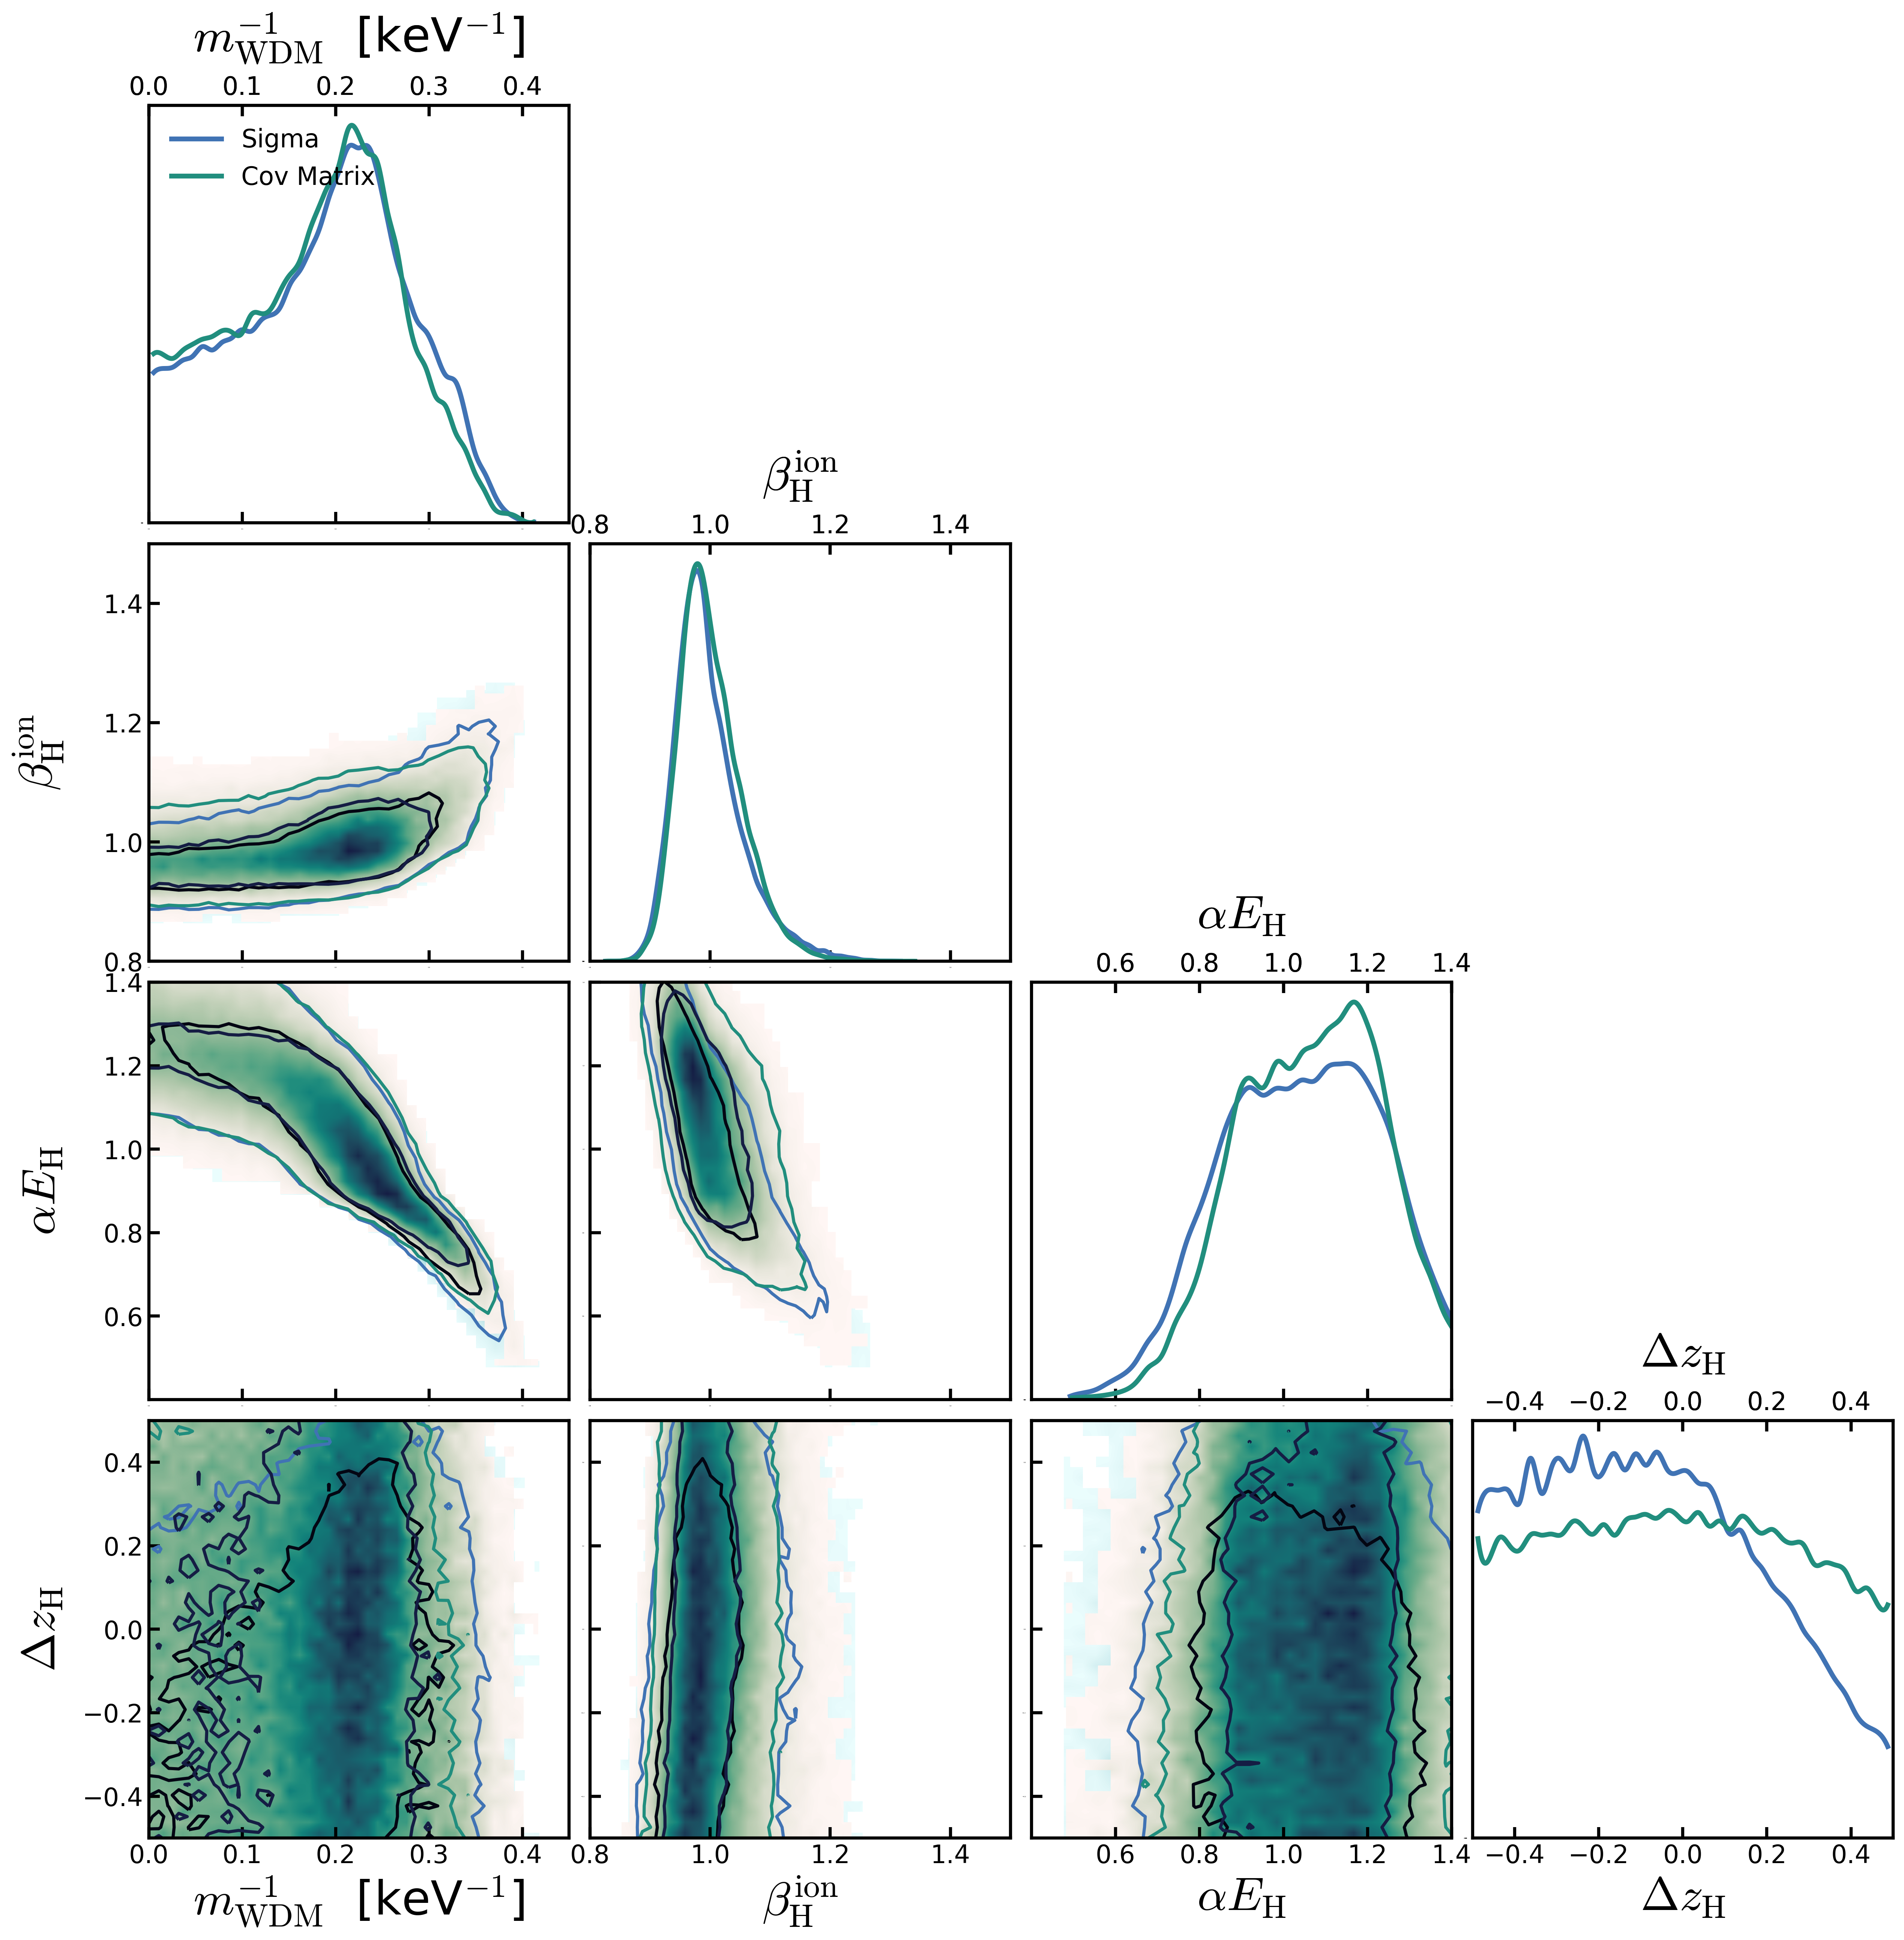 m_WDM^−1 [keV^−1]
0.0 0.1 0.2 0.3 0.4
Sigma
Cov Matrix
β_H^ion
0.8 1.0 1.2 1.4
β_H^ion
1.4
1.2
1.0
0.8
αE_H
0.6 0.8 1.0 1.2 1.4
αE_H
1.4
1.2
1.0
0.8
0.6
Δz_H
−0.4 −0.2 0.0 0.2 0.4
Δz_H
0.4
0.2
0.0
−0.2
−0.4
0.0 0.1 0.2 0.3 0.4 0.8 1.0 1.2 1.4 0.6 0.8 1.0 1.2 1.4 −0.4 −0.2 0.0 0.2 0.4
m_WDM^−1 [keV^−1] β_H^ion αE_H Δz_H